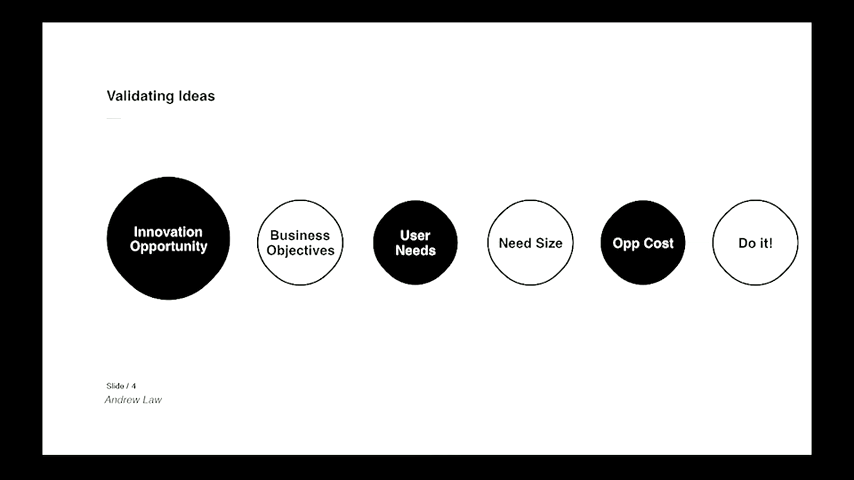 Validating Ideas
Innovation
Opportunity
Business
Objectives
User
Needs
Need Size
Opp Cost
Do it!
Slide / 4
Andrew Law